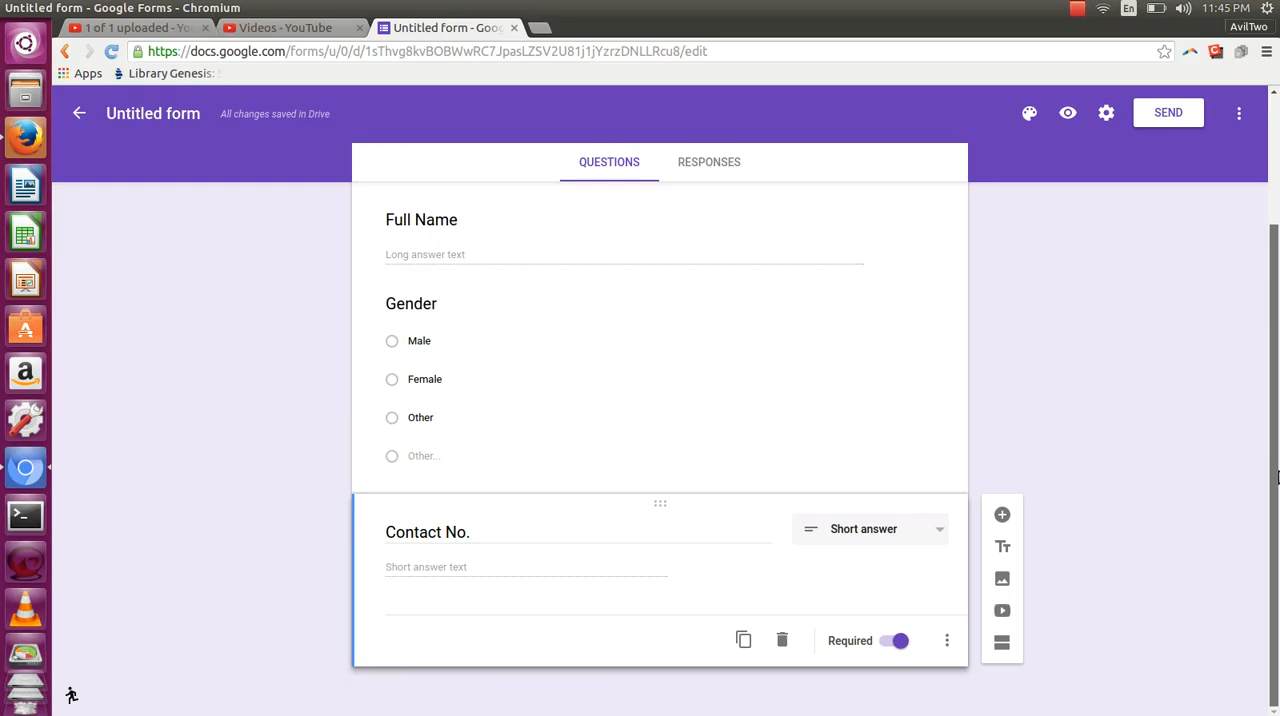 Untitled form - Google Forms - Chromium
En
11:45 PM
1 of 1 uploaded - Yo
Videos - YouTube
Untitled form - Goog
AvilTwo
https://docs.google.com/forms/u/0/d/1sThvg8kvBOBWwRC7JpasLZSV2U81j1jYzrzDNLLRcu8/edit
Apps
Library Genesis:
Untitled form
All changes saved in Drive
SEND
QUESTIONS
RESPONSES
Full Name
Long answer text
Gender
Male
Female
Other
Other...
Contact No.
Short answer
Short answer text
Required